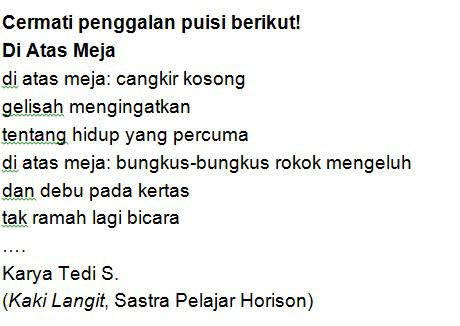 Cermati penggalan puisi berikut!
Di Atas Meja
di atas meja: cangkir kosong
gelisah mengingatkan
tentang hidup yang percuma
di atas meja: bungkus-bungkus rokok mengeluh
dan debu pada kertas
tak ramah lagi bicara
....
Karya Tedi S.
(Kaki Langit, Sastra Pelajar Horison)